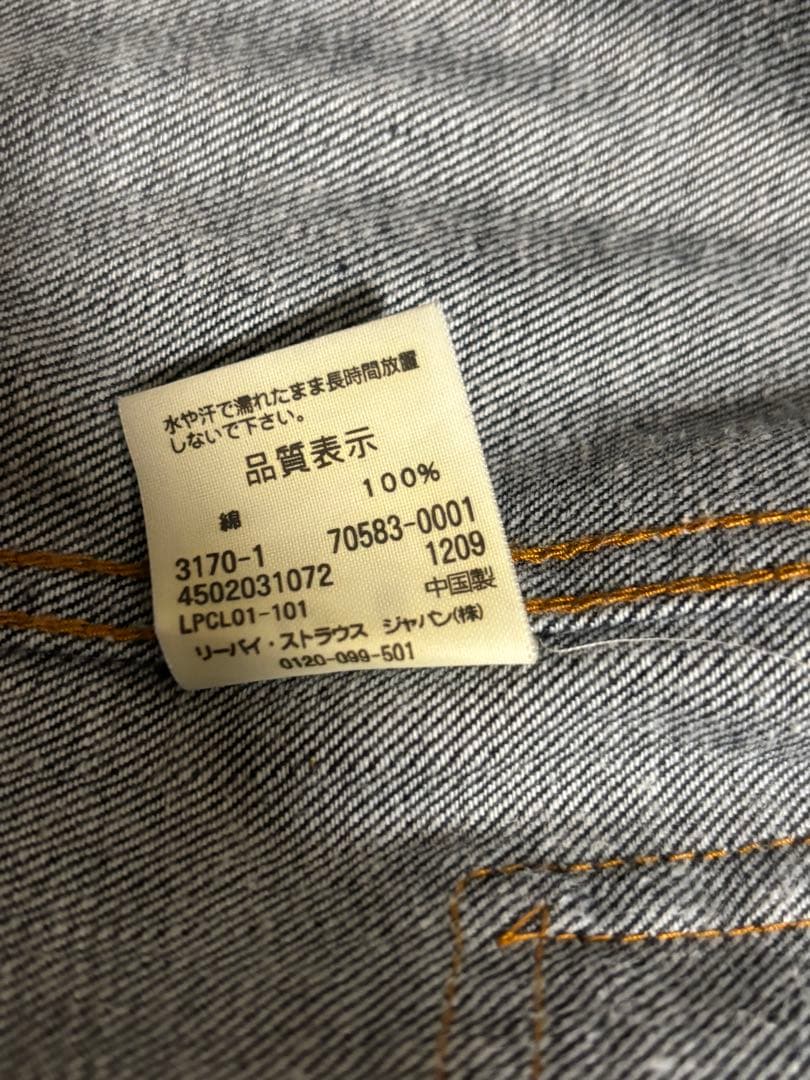 水や汗で濡れたまま長時間放置
しないで下さい。
品質表示
綿 100%
3170-1 70583-0001
4502031072 1209
LPCL01-101 中国製
リーバイ・ストラウス ジャパン(株)
0120-099-501